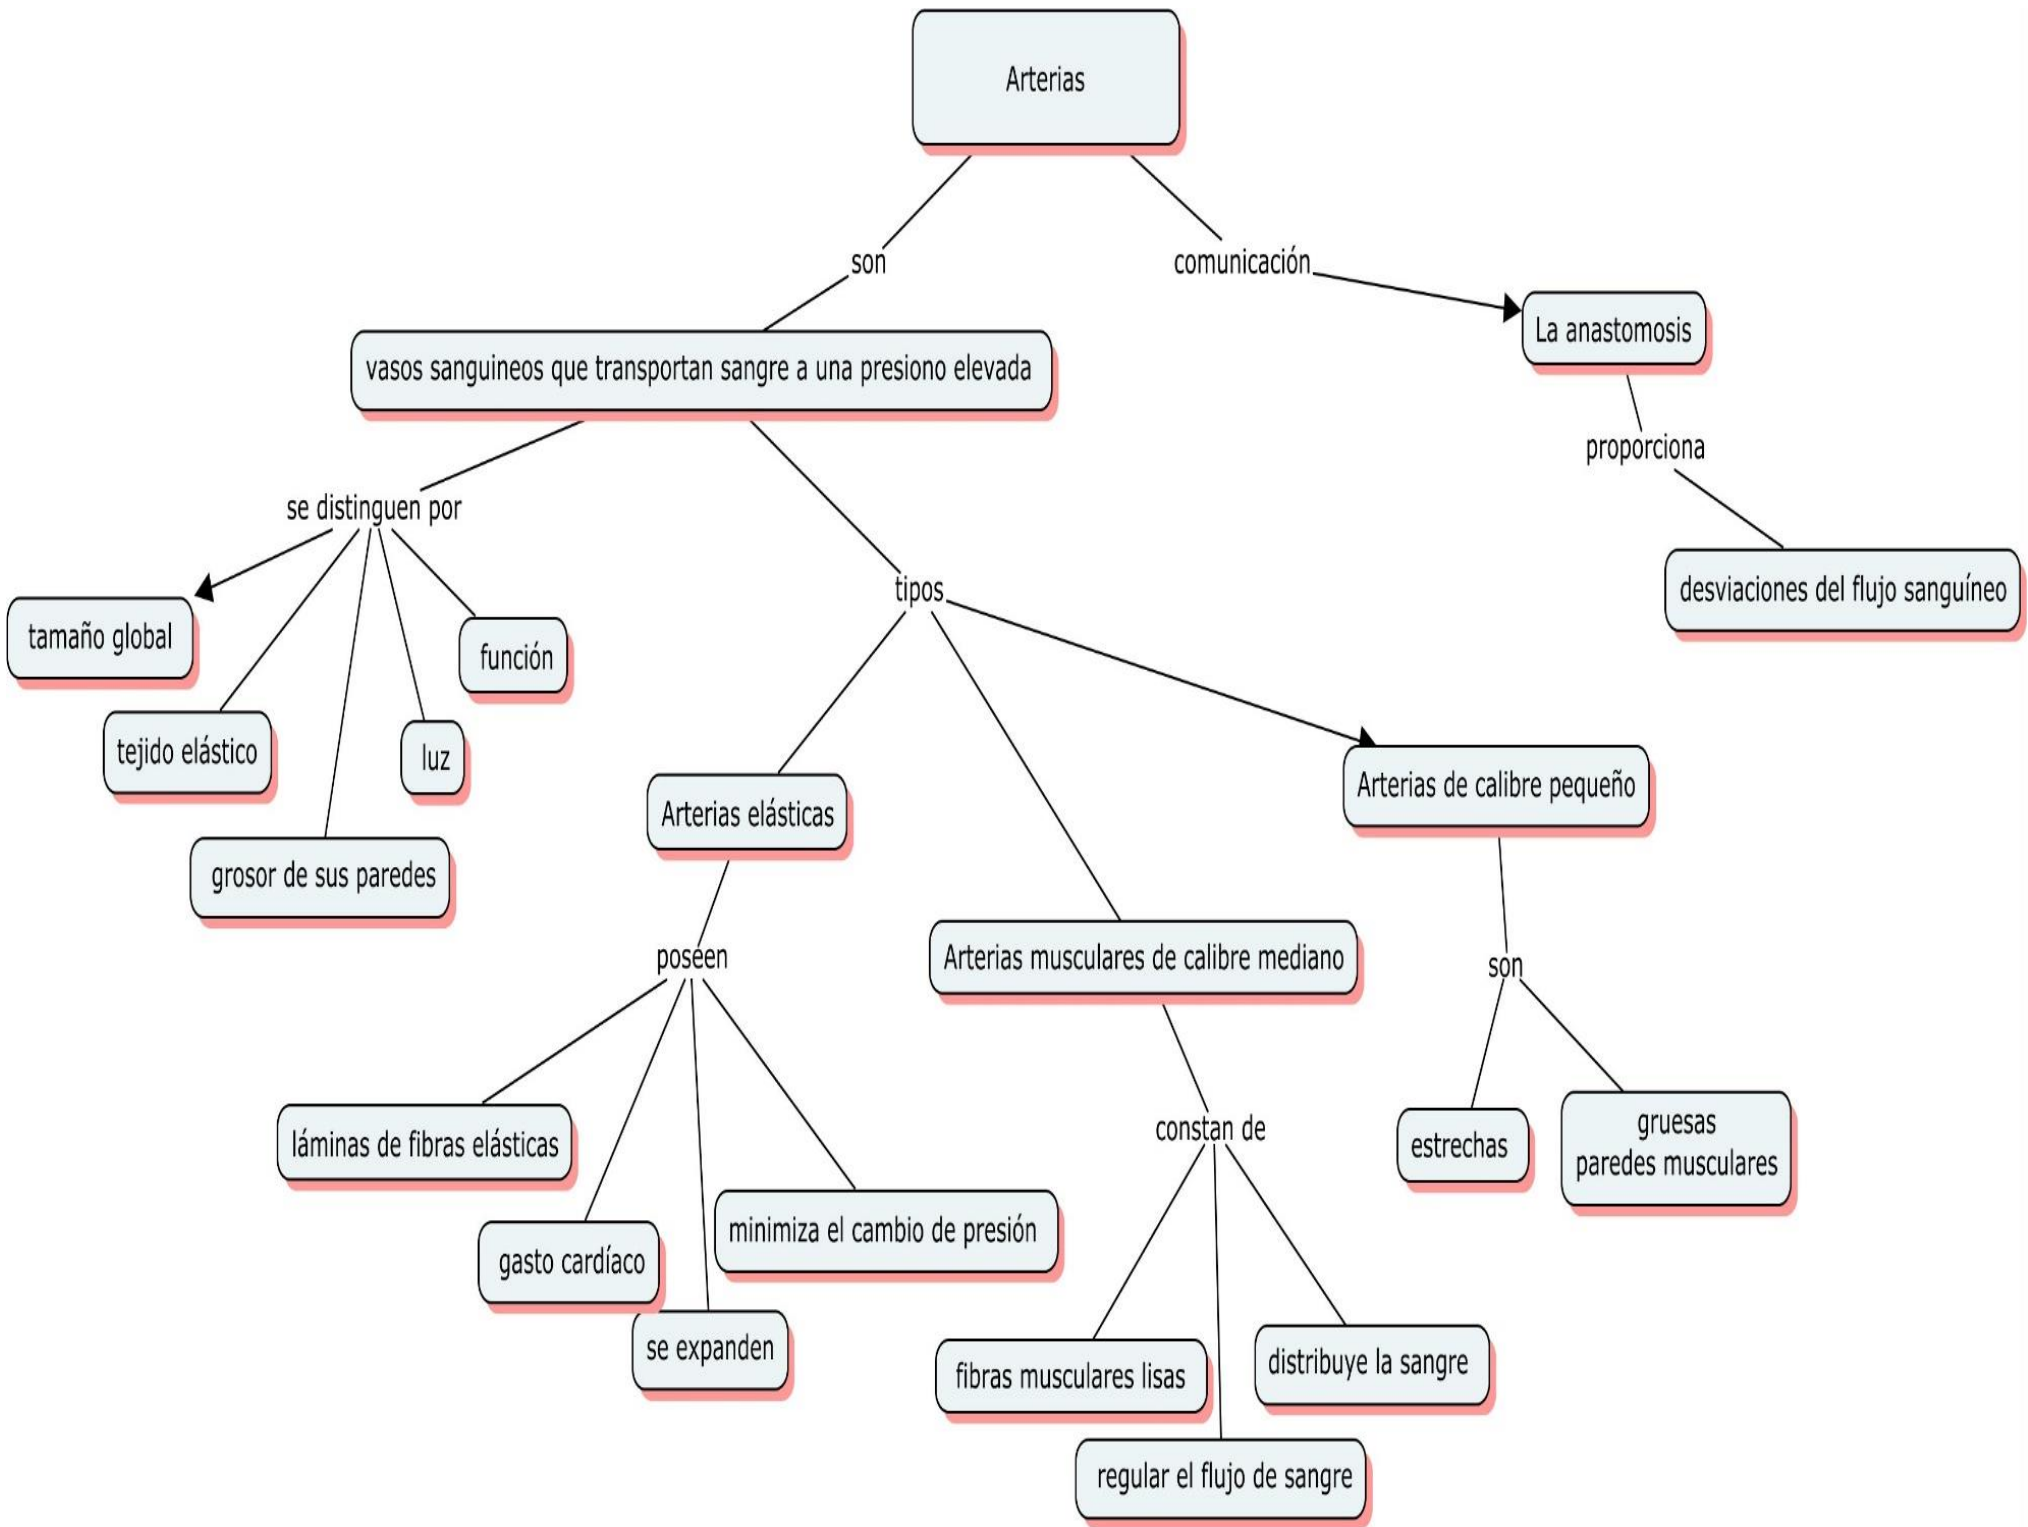 Arterias
son
comunicación
La anastomosis
vasos sanguineos que transportan sangre a una presiono elevada
proporciona
se distinguen por
tipos
desviaciones del flujo sanguíneo
tamaño global
función
tejido elástico
luz
Arterias de calibre pequeño
Arterias elásticas
grosor de sus paredes
poseen
Arterias musculares de calibre mediano
son
láminas de fibras elásticas
constan de
estrechas
gruesas
paredes musculares
minimiza el cambio de presión
gasto cardíaco
se expanden
fibras musculares lisas
distribuye la sangre
regular el flujo de sangre